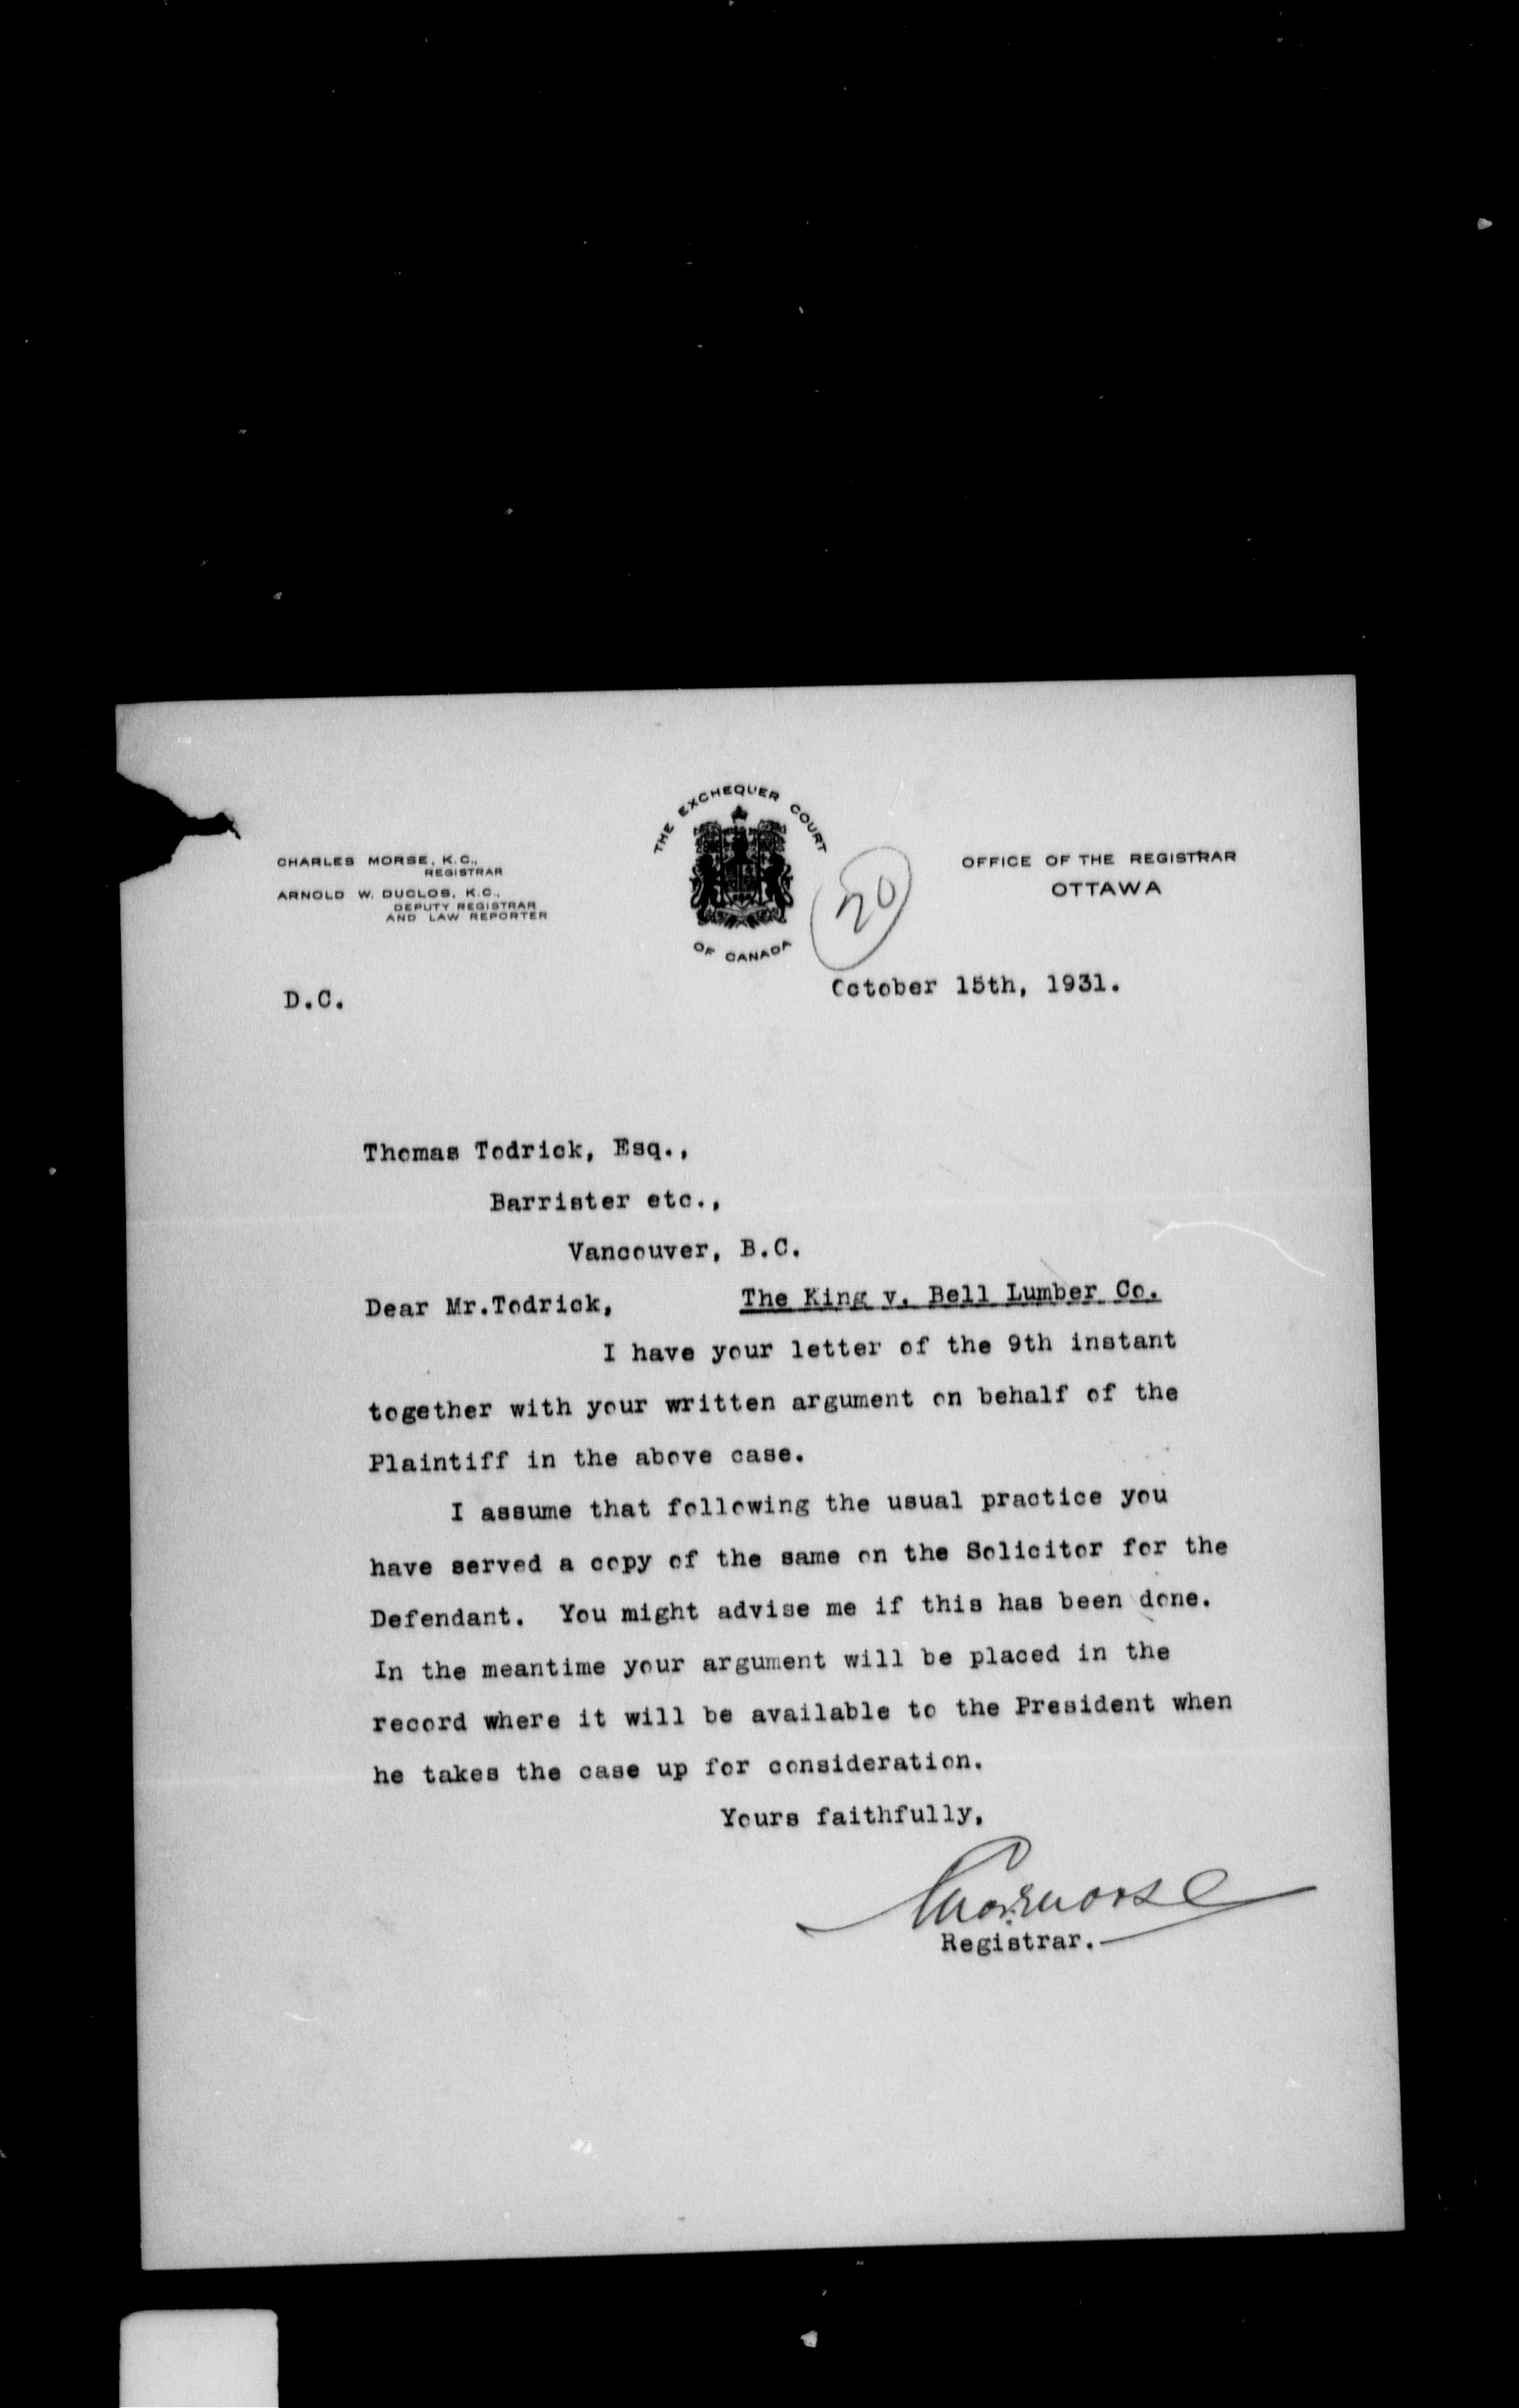 CHARLES MORSE, K.C.,
REGISTRAR
ARNOLD W. DUCLOS, K.C.,
DEPUTY REGISTRAR
AND LAW REPORTER
THE EXCHEQUER COURT
OF CANADA
20
OFFICE OF THE REGISTRAR
OTTAWA
D.C.
October 15th, 1931.
Thomas Todrick, Esq.,
Barrister etc.,
Vancouver, B.C.
Dear Mr.Todrick,
The King v. Bell Lumber Co.
I have your letter of the 9th instant
together with your written argument on behalf of the
Plaintiff in the above case.
I assume that following the usual practice you
have served a copy of the same on the Solicitor for the
Defendant. You might advise me if this has been done.
In the meantime your argument will be placed in the
record where it will be available to the President when
he takes the case up for consideration.
Yours faithfully,
Chas Morse
Registrar.